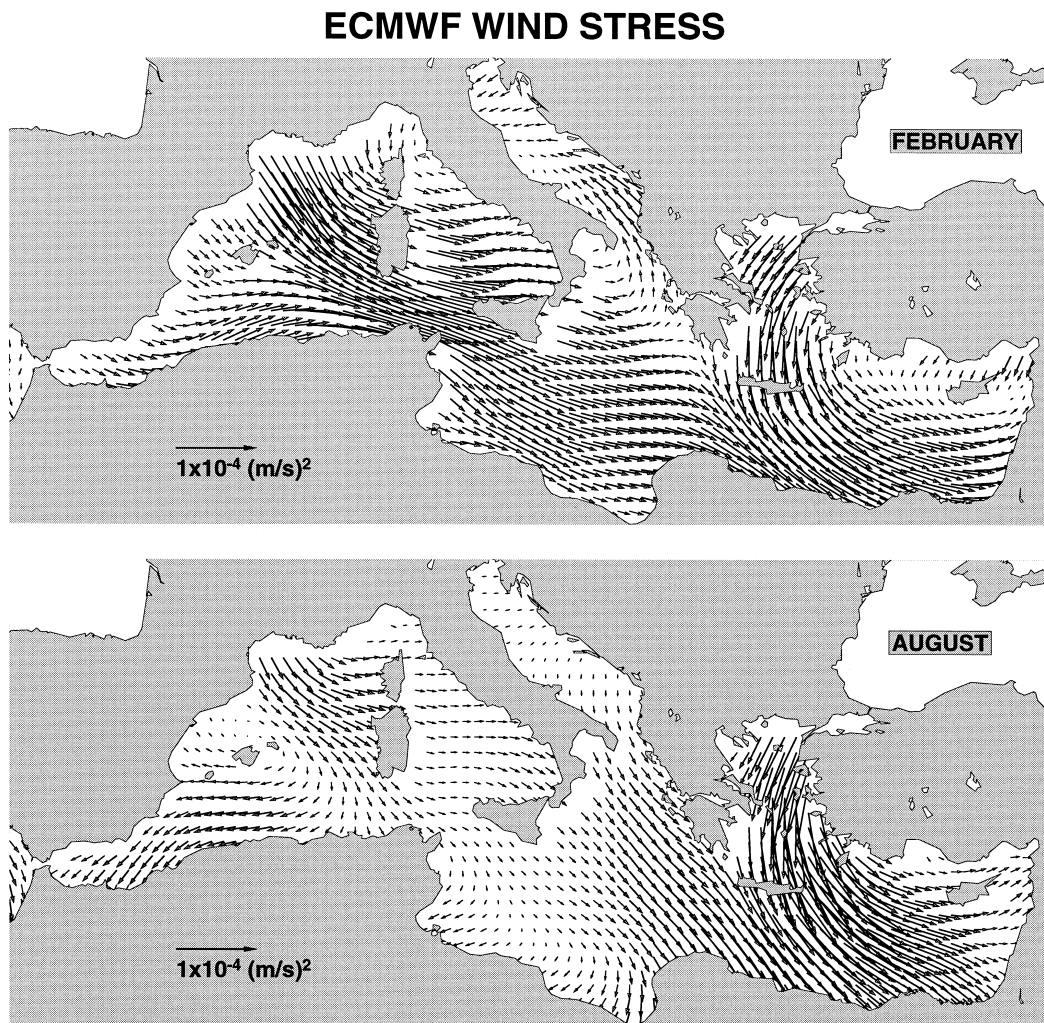 ECMWF WIND STRESS
FEBRUARY
1x10⁻⁴ (m/s)²
AUGUST
1x10⁻⁴ (m/s)²